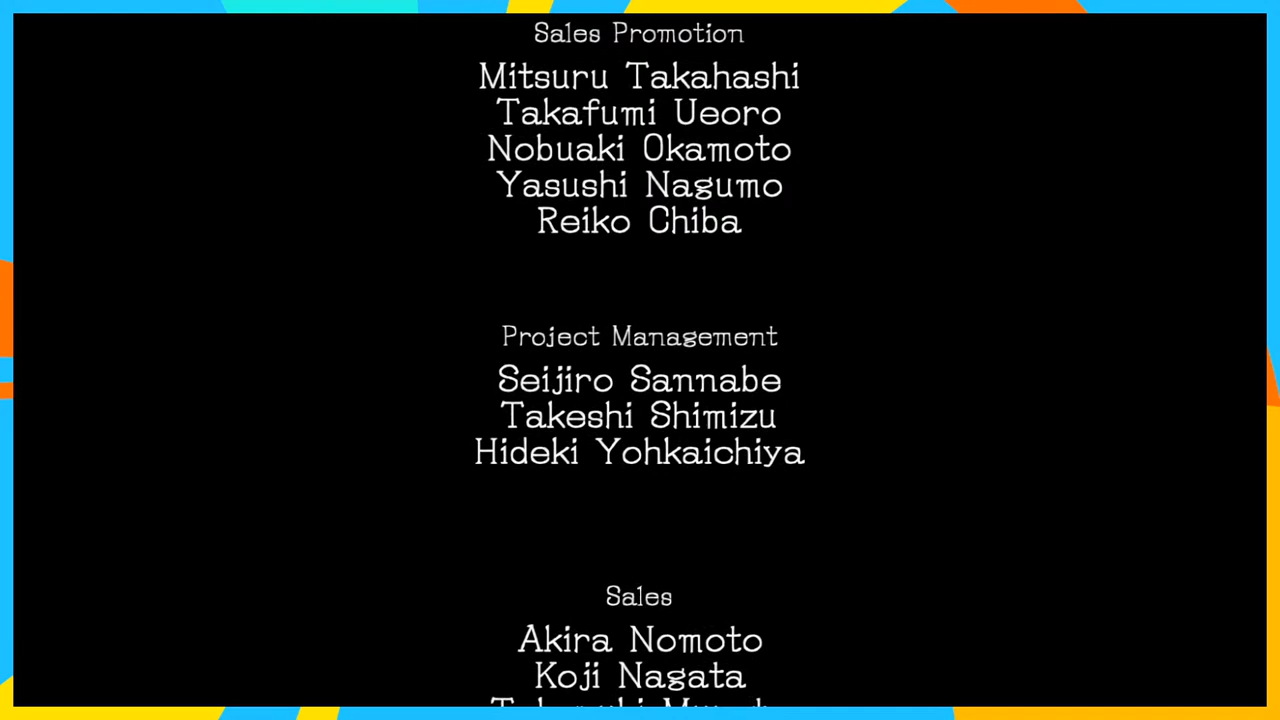 Sales Promotion
Mitsuru Takahashi
Takafumi Ueoro
Nobuaki Okamoto
Yasushi Nagumo
Reiko Chiba
Project Management
Seijiro Sannabe
Takeshi Shimizu
Hideki Yohkaichiya
Sales
Akira Nomoto
Koji Nagata